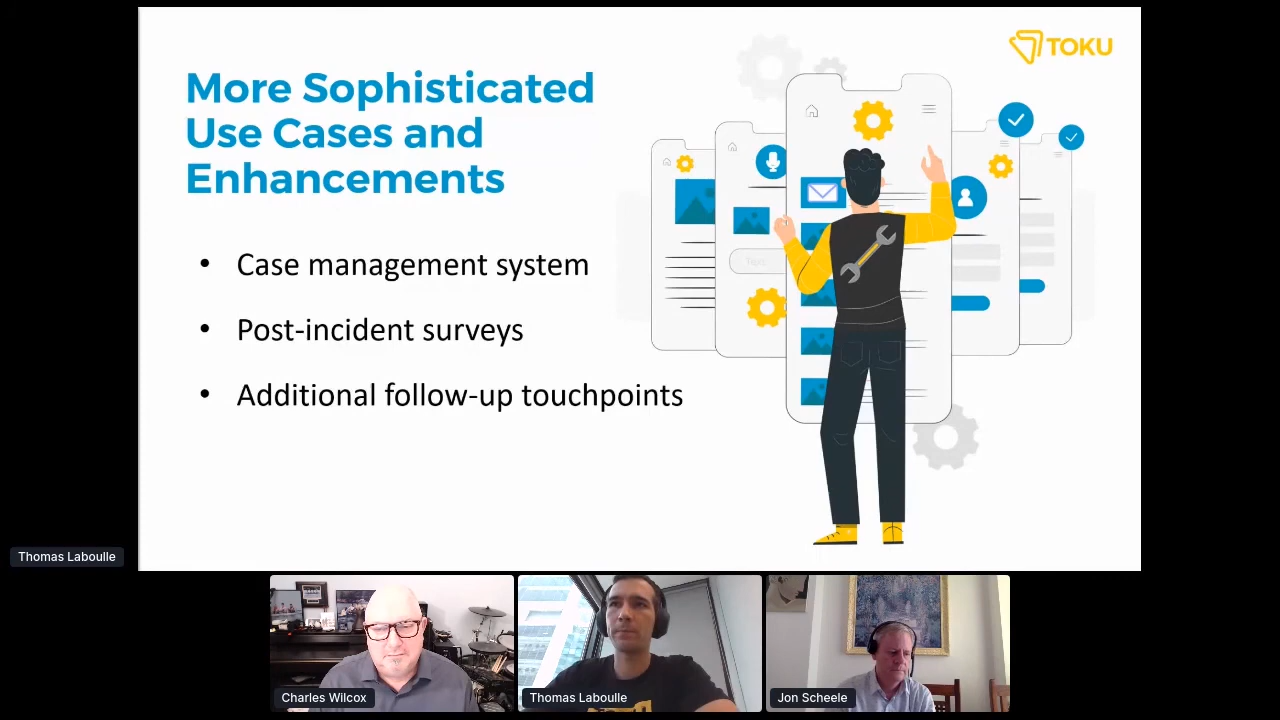 TOKU
More Sophisticated
Use Cases and
Enhancements
• Case management system
• Post-incident surveys
• Additional follow-up touchpoints
Text
Thomas Laboulle
Charles Wilcox
Thomas Laboulle
Jon Scheele